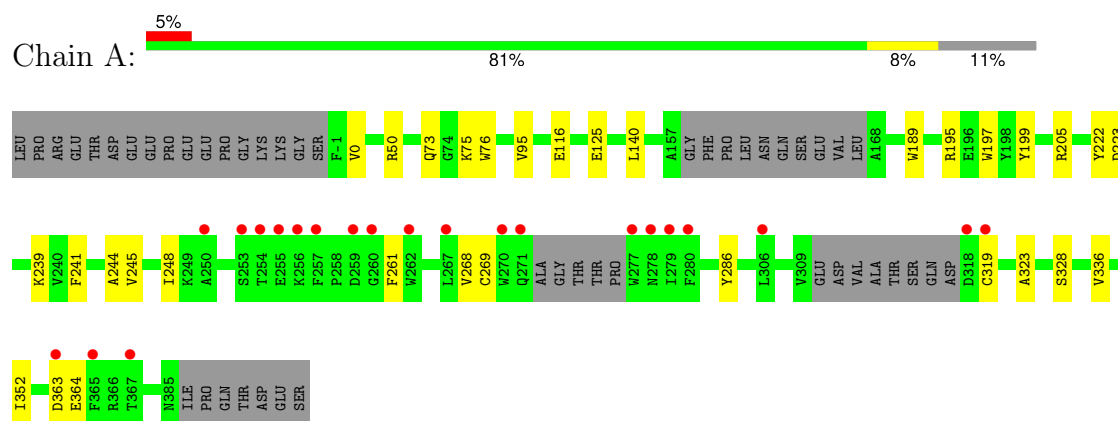 5%
Chain A:
81% 8% 11%
LEU PRO ARG GLU THR ASP GLU GLU PRO GLU GLU PRO GLY LYS LYS GLY SER F-1 V0 R50 Q73 G74 K75 W76 V95 E116 E125 L140 A157 GLY PHE PRO LEU ASN GLN SER GLU VAL LEU A168 W189 R195 E196 W197 Y198 Y199 R205 Y222
K239 V240 F241 A244 V245 I248 K249 A250 S253 T254 E255 K256 F257 P258 D259 G260 F261 W262 L267 V268 C269 W270 Q271 ALA GLY THR THR PRO W277 N278 I279 F280 Y286 L306 V309 GLU ASP VAL ALA THR SER GLN ASP D318 C319 A323 S328 V336
I352 D363 E364 F365 R366 T367 N385 ILE PRO GLN THR ASP GLU SER